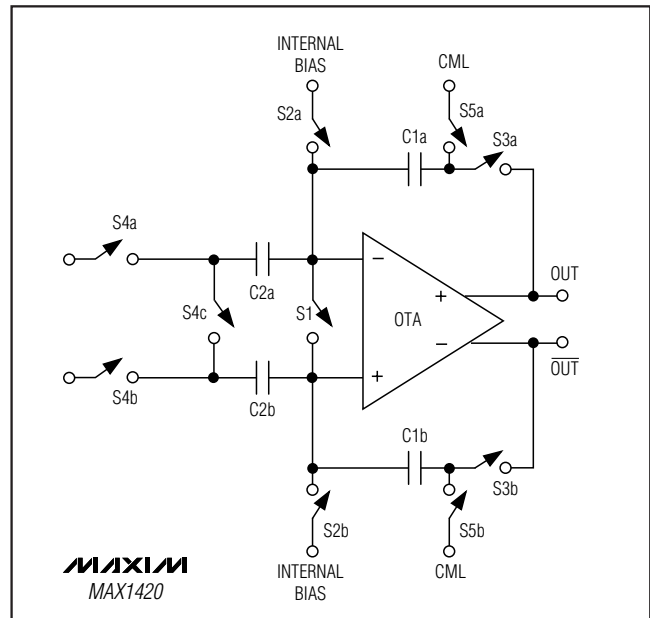 INTERNAL
BIAS
CML
S2a
S5a
C1a
S3a
S4a
C2a
S4c
S1
−
+
OTA
+
−
OUT
OUT
S4b
C2b
C1b
S3b
S2b
S5b
INTERNAL
BIAS
CML
MAXIM
MAX1420